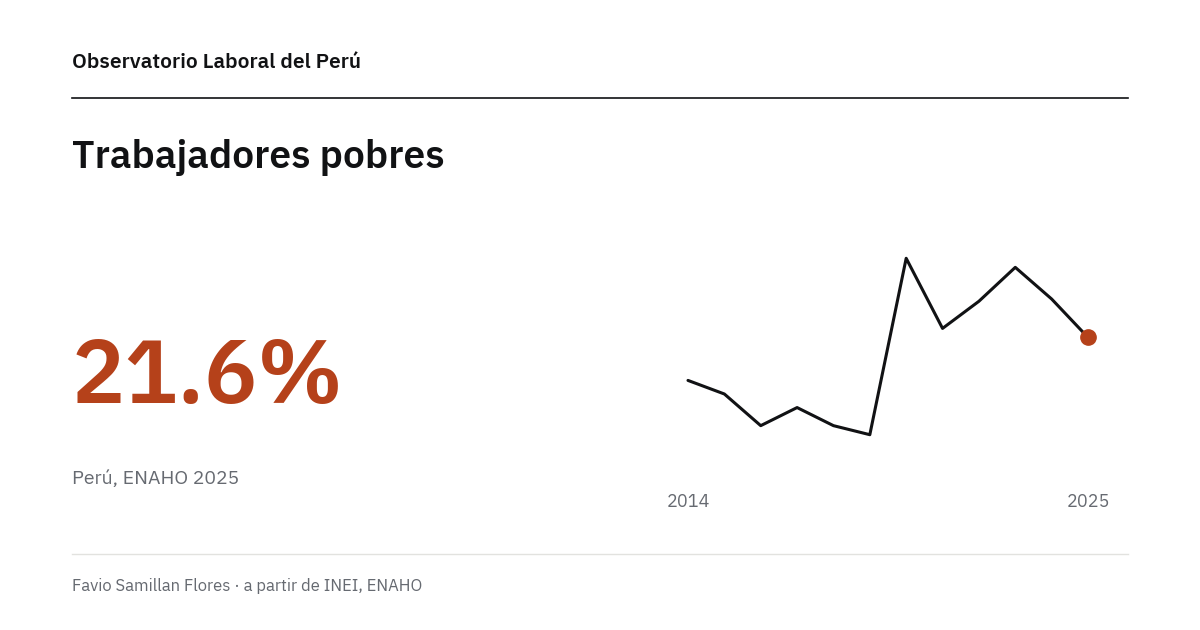 Observatorio Laboral del Perú
Trabajadores pobres
21.6%
Perú, ENAHO 2025
2014
2025
Favio Samillan Flores · a partir de INEI, ENAHO